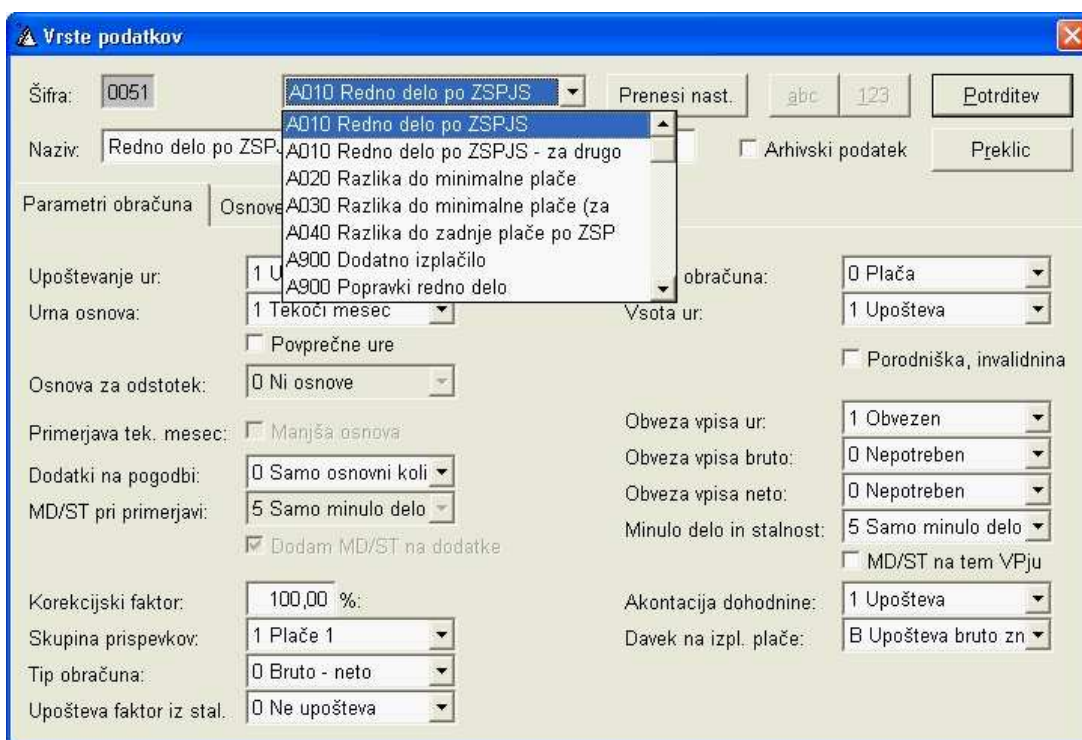 Vrste podatkov
Šifra: 0051 A010 Redno delo po ZSPJS Prenesi nast. abc 123 Potrditev
A010 Redno delo po ZSPJS
Naziv: Redno delo po ZSPJ Arhivski podatek Preklic
A010 Redno delo po ZSPJS - za drugo
A020 Razlika do minimalne plače
Parametri obračuna Osnove
A030 Razlika do minimalne plače (za
A040 Razlika do zadnje plače po ZSP
A900 Dodatno izplačilo
A900 Popravki redno delo
Upoštevanje ur: 1 U obračuna: 0 Plača
Urna osnova: 1 Tekoči mesec Vsota ur: 1 Upošteva
Povprečne ure
Porodniška, invalidnina
Osnova za odstotek: 0 Ni osnove
Primerjava tek. mesec: Manjša osnova
Obveza vpisa ur: 1 Obvezen
Dodatki na pogodbi: 0 Samo osnovni koli
Obveza vpisa bruto: 0 Nepotreben
MD/ST pri primerjavi: 5 Samo minulo delo
Obveza vpisa neto: 0 Nepotreben
Dodam MD/ST na dodatke
Minulo delo in stalnost: 5 Samo minulo delo
MD/ST na tem VPju
Korekcijski faktor: 100,00 %:
Akontacija dohodnine: 1 Upošteva
Skupina prispevkov: 1 Plače 1
Davek na izpl. plače: B Upošteva bruto zn
Tip obračuna: 0 Bruto - neto
Upošteva faktor iz stal. 0 Ne upošteva